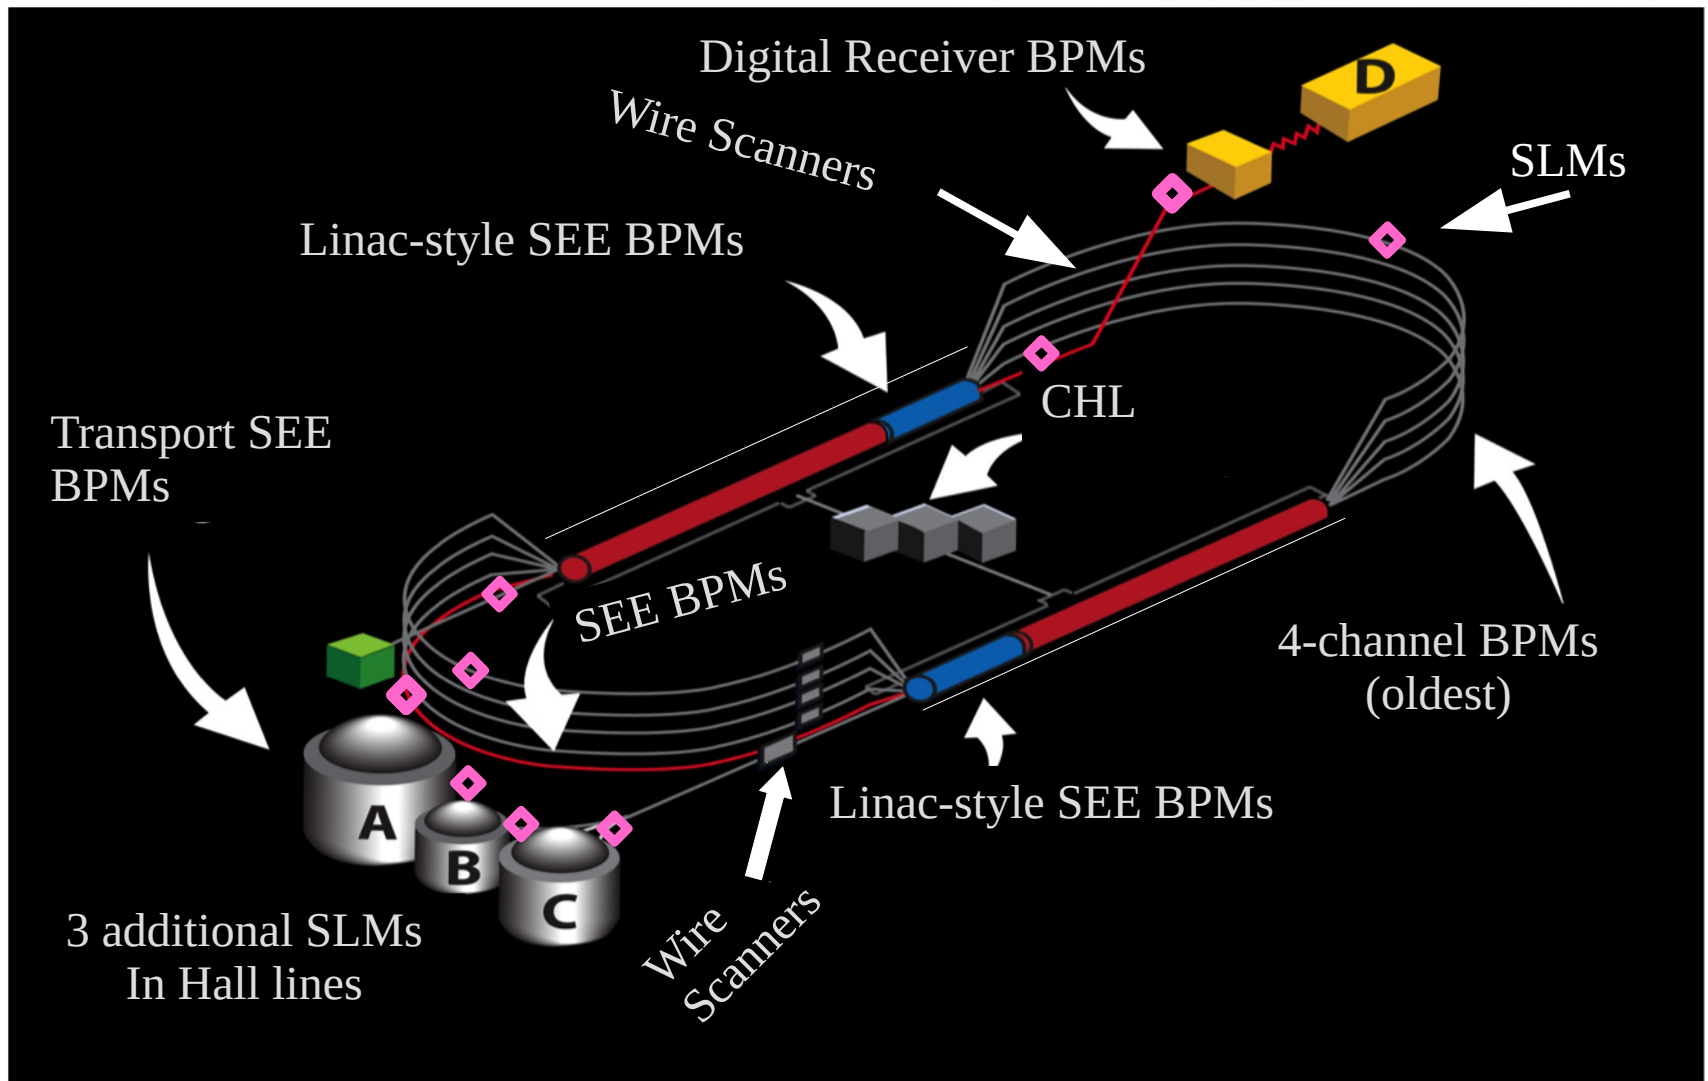 Digital Receiver BPMs
D
Wire Scanners
SLMs
Linac-style SEE BPMs
CHL
Transport SEE
BPMs
SEE BPMs
4-channel BPMs
(oldest)
Linac-style SEE BPMs
A
B
C
3 additional SLMs
In Hall lines
Wire
Scanners